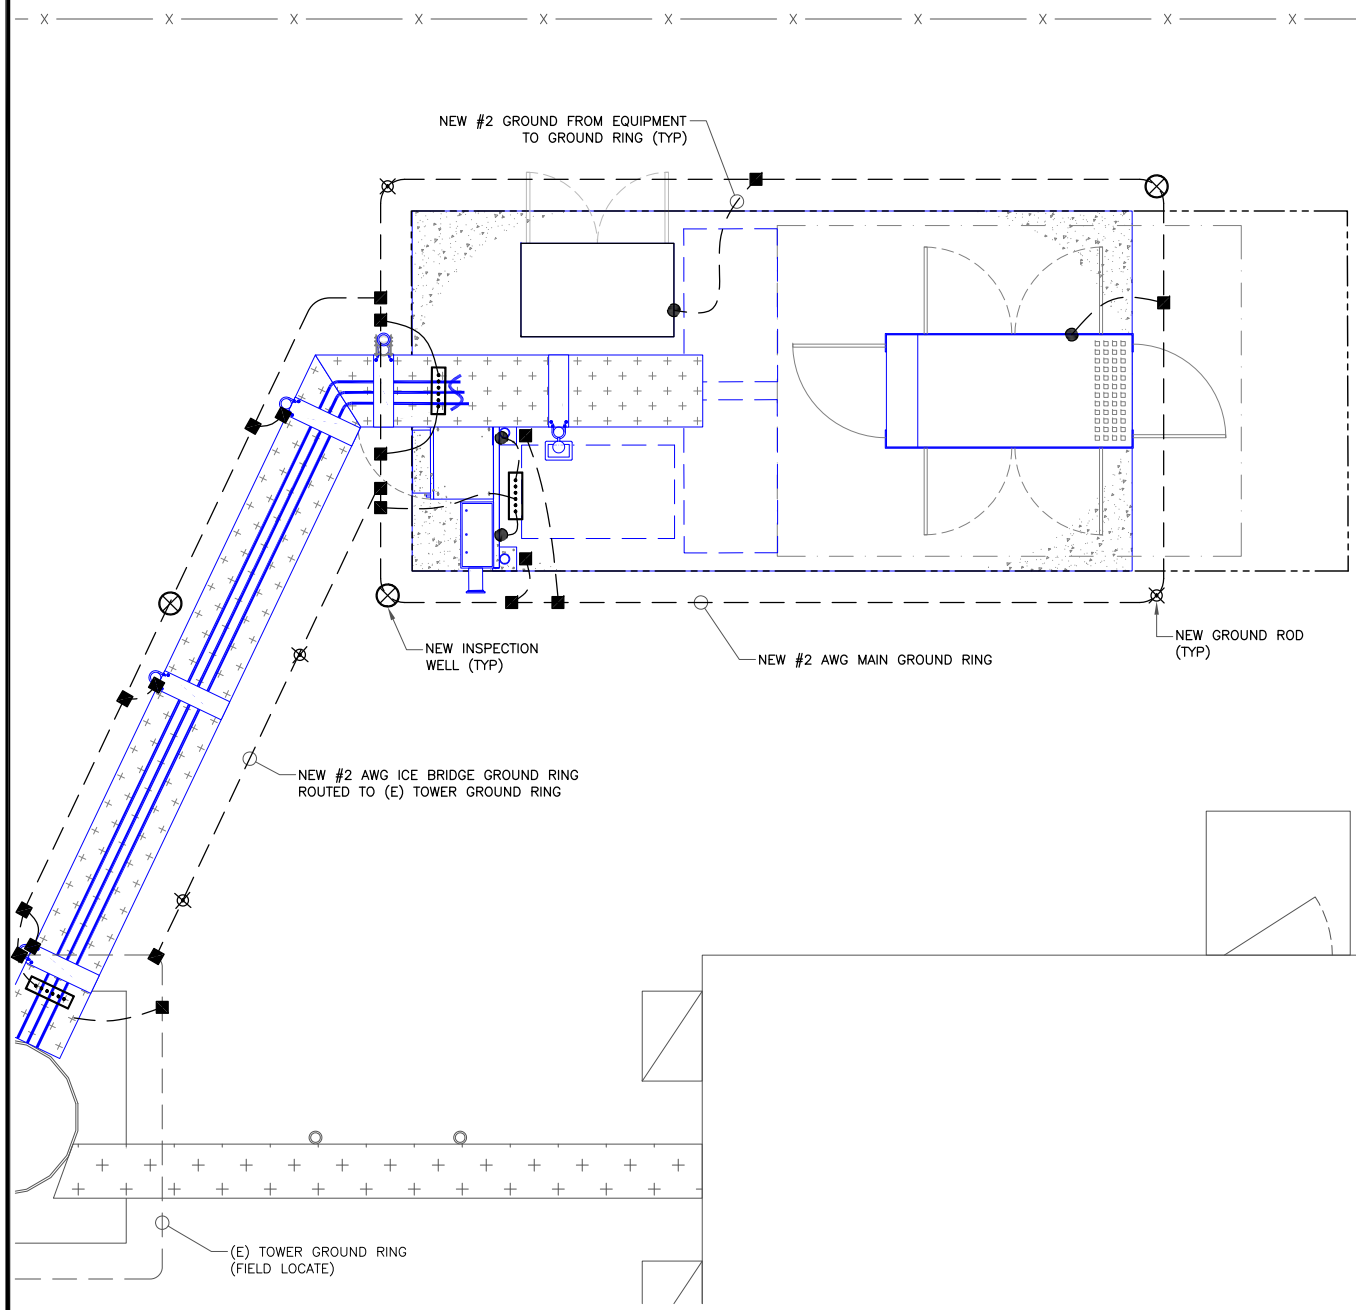 NEW #2 GROUND FROM EQUIPMENT
TO GROUND RING (TYP)
NEW INSPECTION
WELL (TYP)
NEW #2 AWG MAIN GROUND RING
NEW GROUND ROD
(TYP)
NEW #2 AWG ICE BRIDGE GROUND RING
ROUTED TO (E) TOWER GROUND RING
(E) TOWER GROUND RING
(FIELD LOCATE)